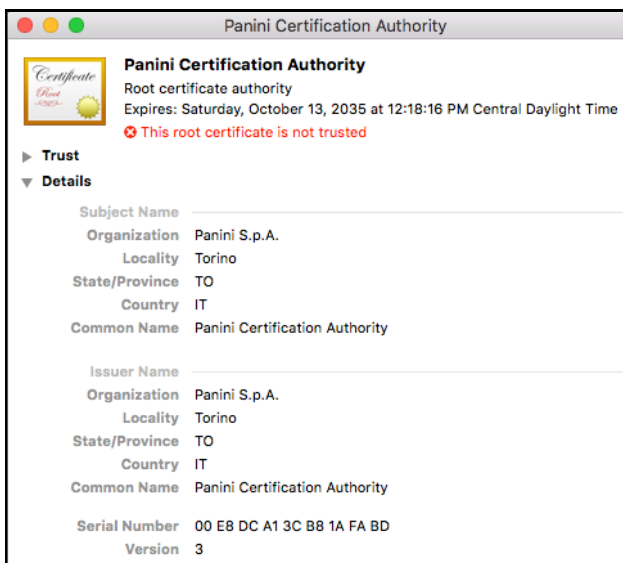 Panini Certification Authority
Certificate
Root
Panini Certification Authority
Root certificate authority
Expires: Saturday, October 13, 2035 at 12:18:16 PM Central Daylight Time
This root certificate is not trusted
Trust
Details
Subject Name
Organization Panini S.p.A.
Locality Torino
State/Province TO
Country IT
Common Name Panini Certification Authority
Issuer Name
Organization Panini S.p.A.
Locality Torino
State/Province TO
Country IT
Common Name Panini Certification Authority
Serial Number 00 E8 DC A1 3C B8 1A FA BD
Version 3